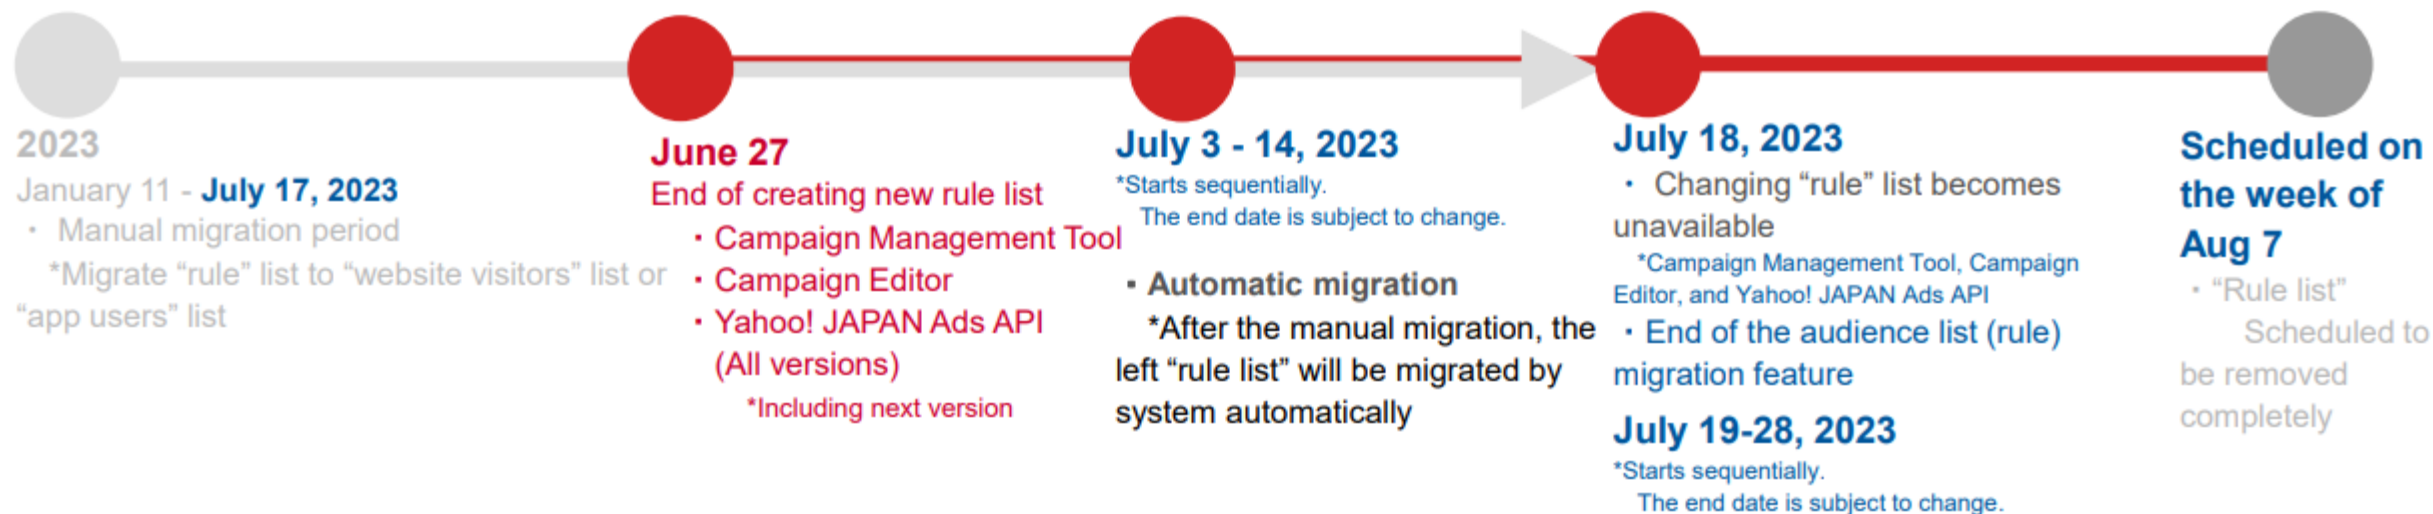 2023
January 11 - July 17, 2023
・ Manual migration period
*Migrate “rule” list to “website visitors” list or
“app users” list
June 27
End of creating new rule list
・Campaign Management Tool
・Campaign Editor
・Yahoo! JAPAN Ads API
(All versions)
*Including next version
July 3 - 14, 2023
*Starts sequentially.
The end date is subject to change.
▪ Automatic migration
*After the manual migration, the
left “rule list” will be migrated by
system automatically
July 18, 2023
・ Changing “rule” list becomes
unavailable
*Campaign Management Tool, Campaign
Editor, and Yahoo! JAPAN Ads API
・End of the audience list (rule)
migration feature
July 19-28, 2023
*Starts sequentially.
The end date is subject to change.
Scheduled on
the week of
Aug 7
・“Rule list”
Scheduled to
be removed
completely